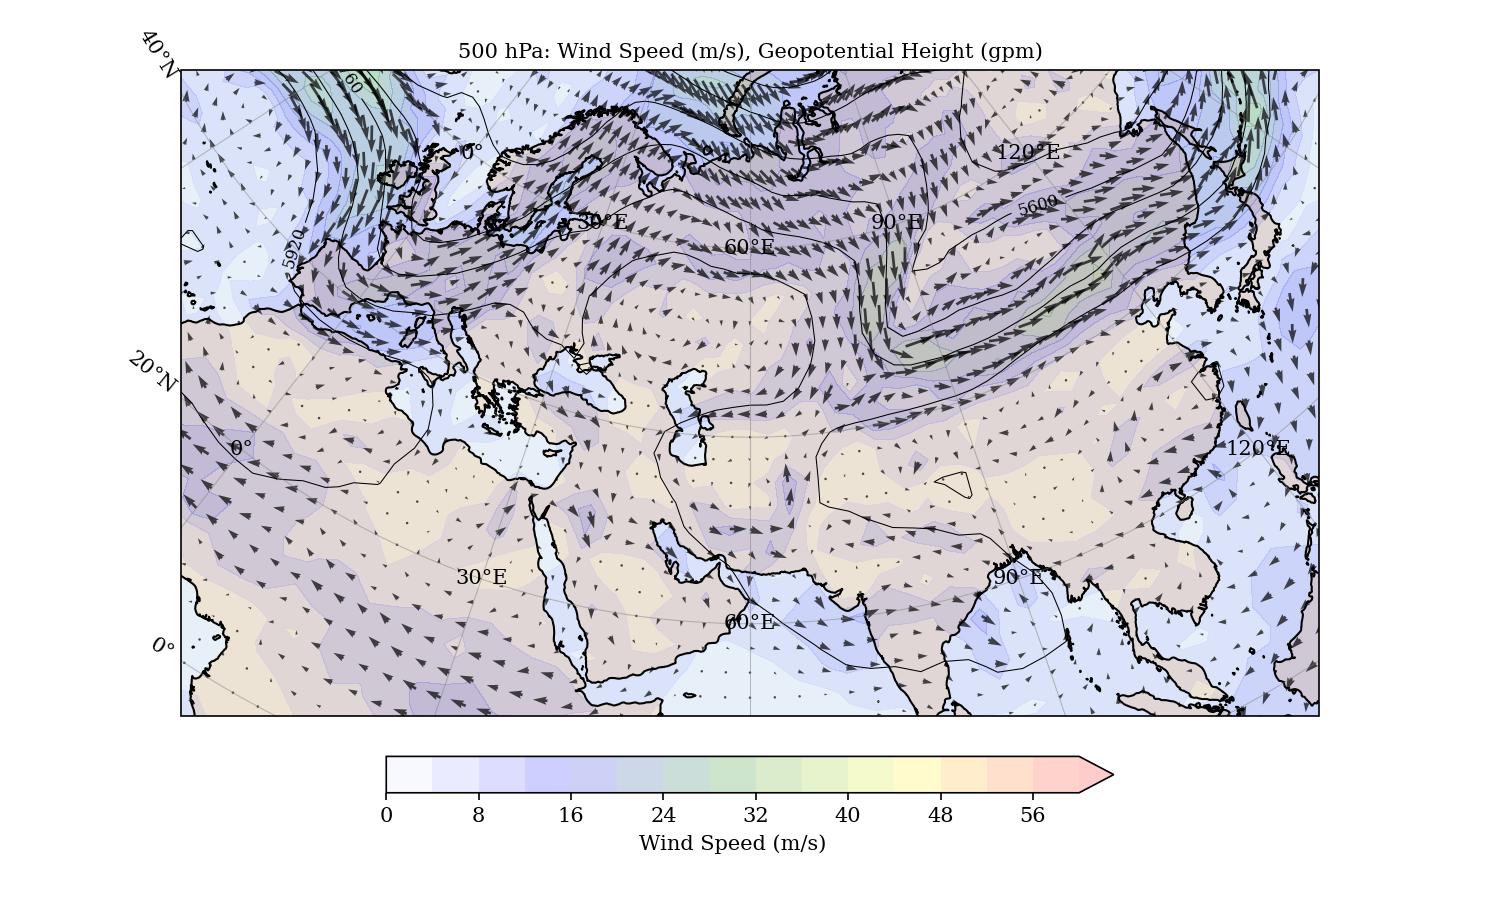 500 hPa: Wind Speed (m/s), Geopotential Height (gpm)
40°N
60
0°
120°E
5600
30°E
90°E
60°E
5920
20°N
0°
120°E
30°E
90°E
60°E
0°
0 8 16 24 32 40 48 56
Wind Speed (m/s)